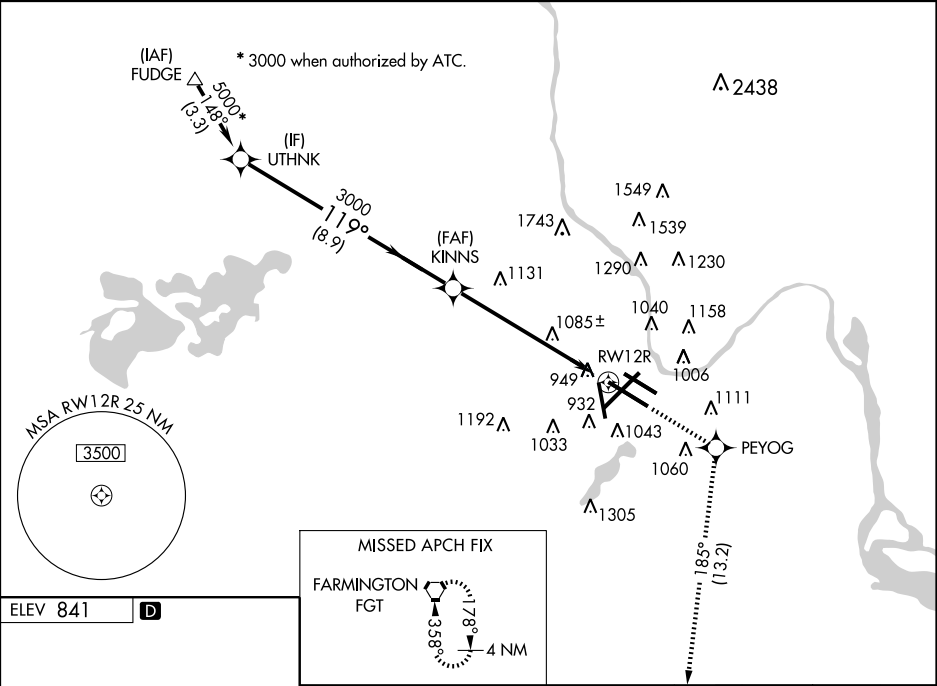 (IAF)
FUDGE
* 3000 when authorized by ATC.
5000*
148°
(3.3)
(IF)
UTHNK
2438
3000
119°
(8.9)
(FAF)
KINNS
1549
1743
1539
1290
1230
1131
1040
1158
1085±
RW12R
1006
949
932
1111
1192
1033
1043
1060
PEYOG
1305
185°
(13.2)
MSA RW12R 25 NM
3500
MISSED APCH FIX
FARMINGTON
FGT
358°
178°
4 NM
ELEV 841
D